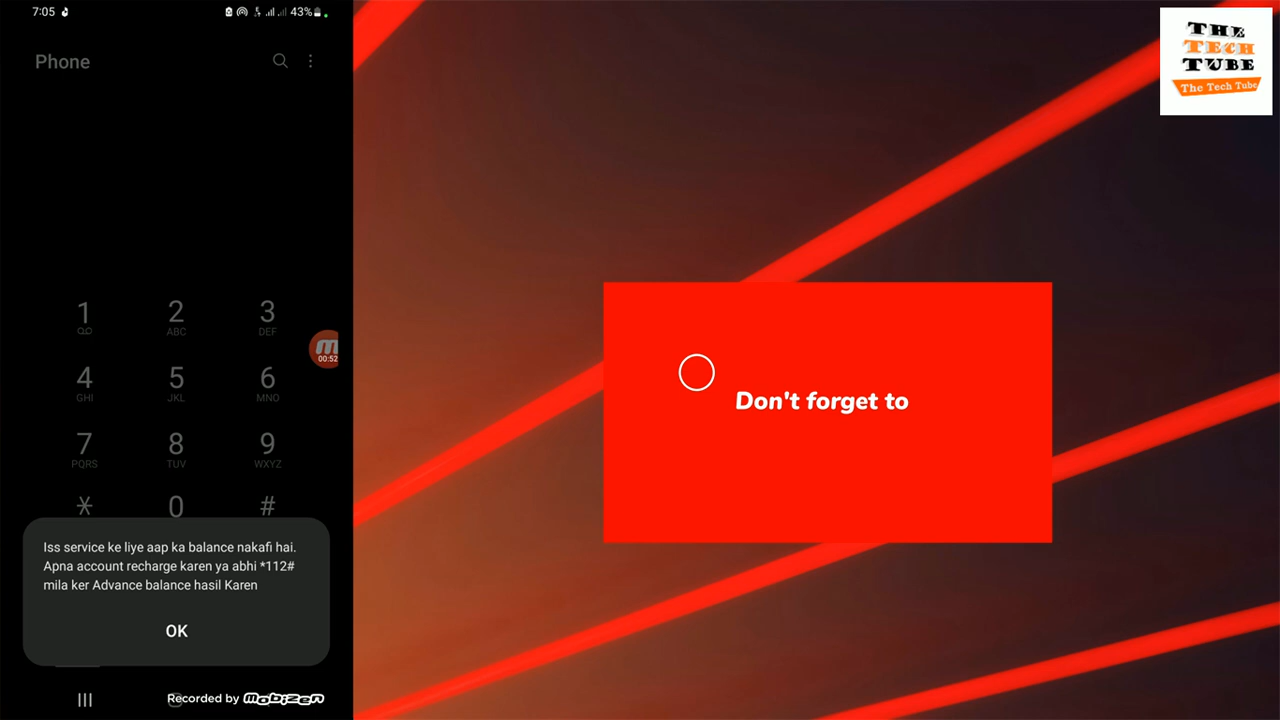 7:05
43%
Phone
1
2
ABC
3
DEF
4
GHI
5
JKL
6
MNO
7
PQRS
8
TUV
9
WXYZ
*
0
#
00:52
Iss service ke liye aap ka balance nakafi hai.
Apna account recharge karen ya abhi *112#
mila ker Advance balance hasil Karen
OK
Recorded by Mobizen
Don't forget to
THE
TECH
TUBE
The Tech Tube